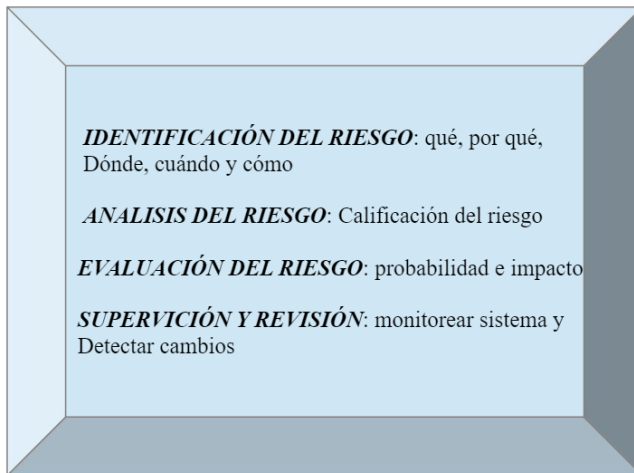 IDENTIFICACIÓN DEL RIESGO: qué, por qué,
Dónde, cuándo y cómo
ANALISIS DEL RIESGO: Calificación del riesgo
EVALUACIÓN DEL RIESGO: probabilidad e impacto
SUPERVICIÓN Y REVISIÓN: monitorear sistema y
Detectar cambios